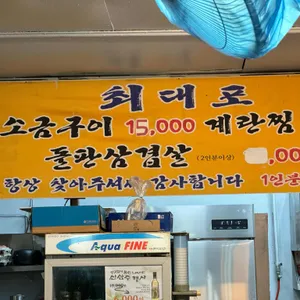 최대포
소금구이 15,000 계란찜
돌판삼겹살 (2인분이상) ,00
항상 찾아주셔서 감사합니다 1인분
Aqua FINE